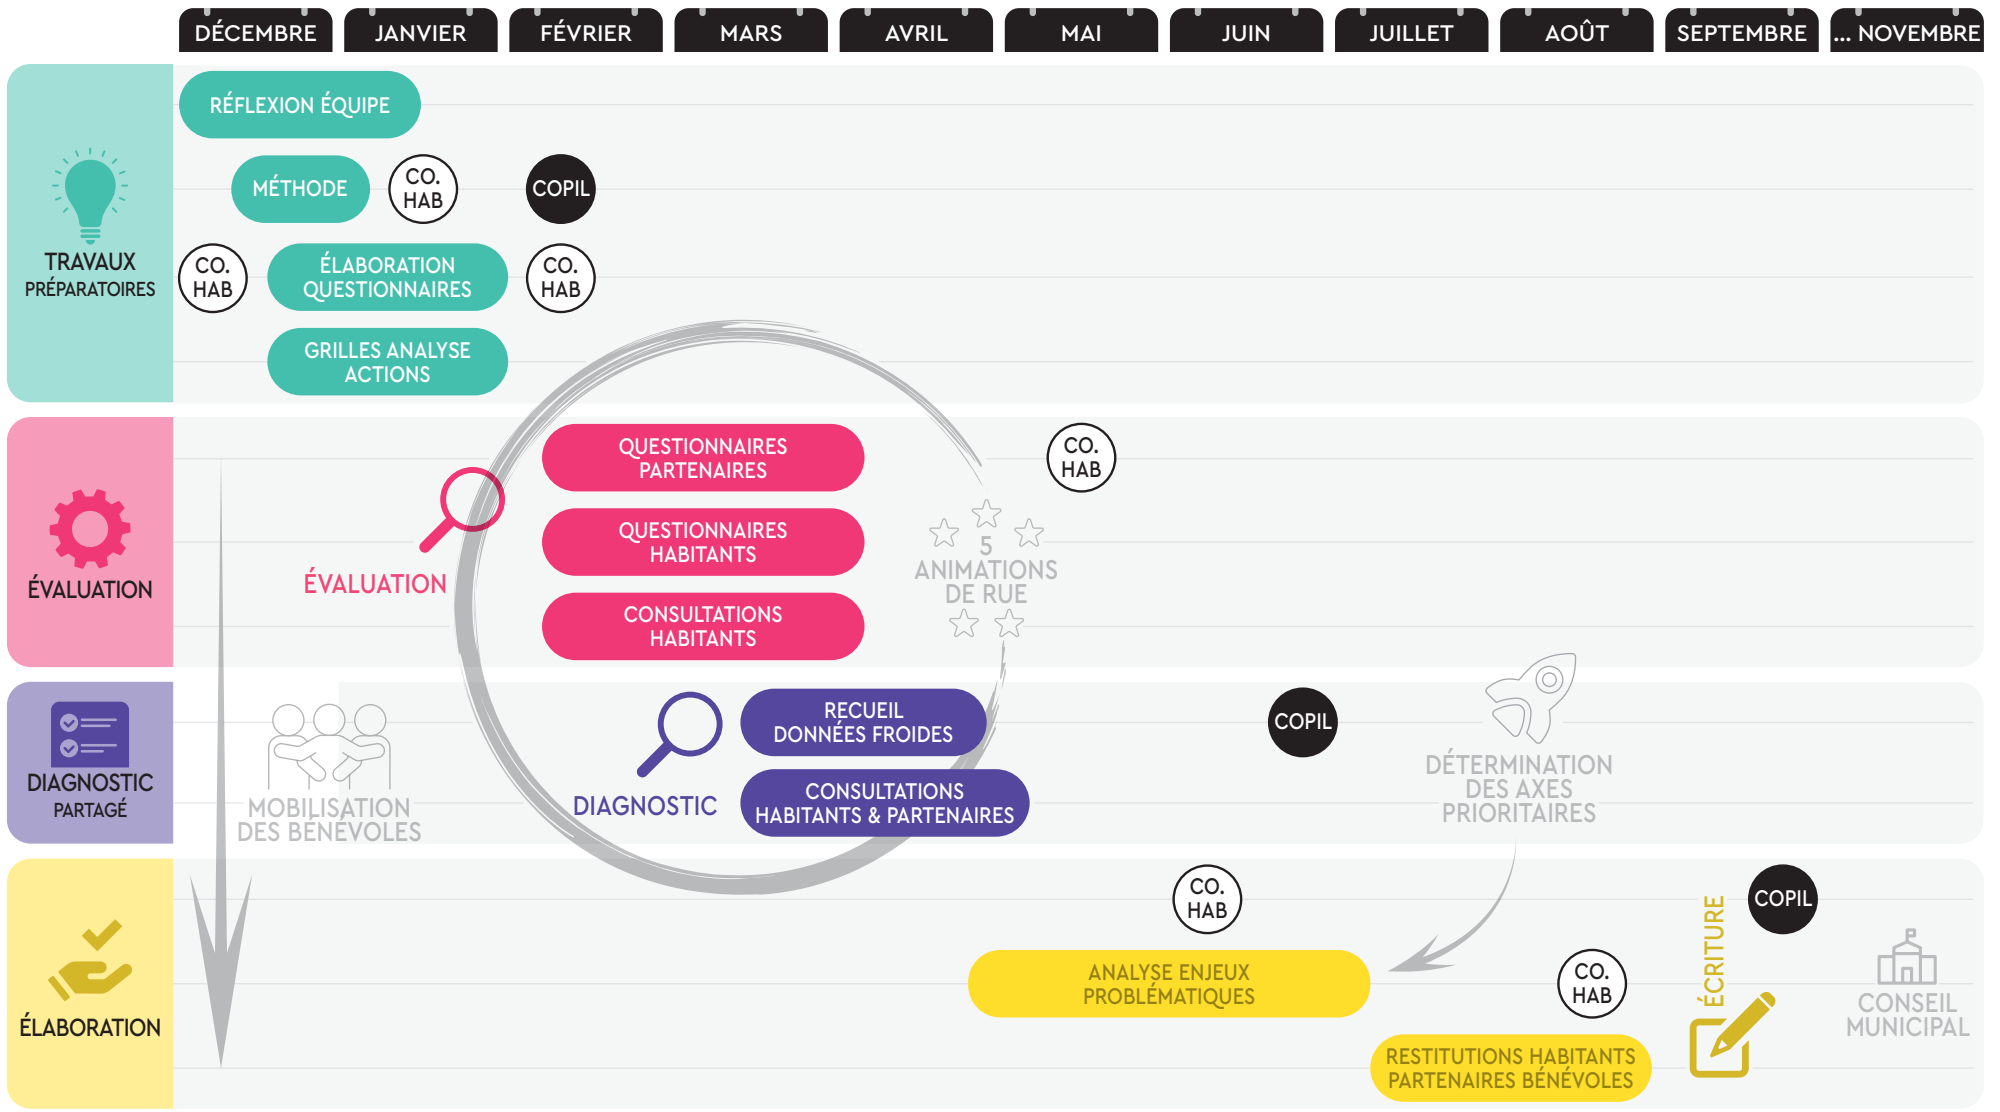 DÉCEMBRE
JANVIER
FÉVRIER
MARS
AVRIL
MAI
JUIN
JUILLET
AOÛT
SEPTEMBRE
... NOVEMBRE
TRAVAUX
PRÉPARATOIRES
RÉFLEXION ÉQUIPE
MÉTHODE
CO.
HAB
COPIL
CO.
HAB
ÉLABORATION
QUESTIONNAIRES
CO.
HAB
GRILLES ANALYSE
ACTIONS
ÉVALUATION
ÉVALUATION
QUESTIONNAIRES
PARTENAIRES
QUESTIONNAIRES
HABITANTS
CONSULTATIONS
HABITANTS
5
ANIMATIONS
DE RUE
CO.
HAB
DIAGNOSTIC
PARTAGÉ
MOBILISATION
DES BÉNÉVOLES
DIAGNOSTIC
RECUEIL
DONNÉES FROIDES
CONSULTATIONS
HABITANTS & PARTENAIRES
COPIL
DÉTERMINATION
DES AXES
PRIORITAIRES
ÉLABORATION
CO.
HAB
ANALYSE ENJEUX
PROBLÉMATIQUES
CO.
HAB
RESTITUTIONS HABITANTS
PARTENAIRES BÉNÉVOLES
ÉCRITURE
COPIL
CONSEIL
MUNICIPAL